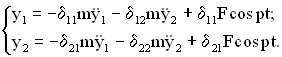 y₁ = −δ₁₁mÿ₁ − δ₁₂mÿ₂ + δ₁₁F cos pt;
y₂ = −δ₂₁mÿ₁ − δ₂₂mÿ₂ + δ₂₁F cos pt.